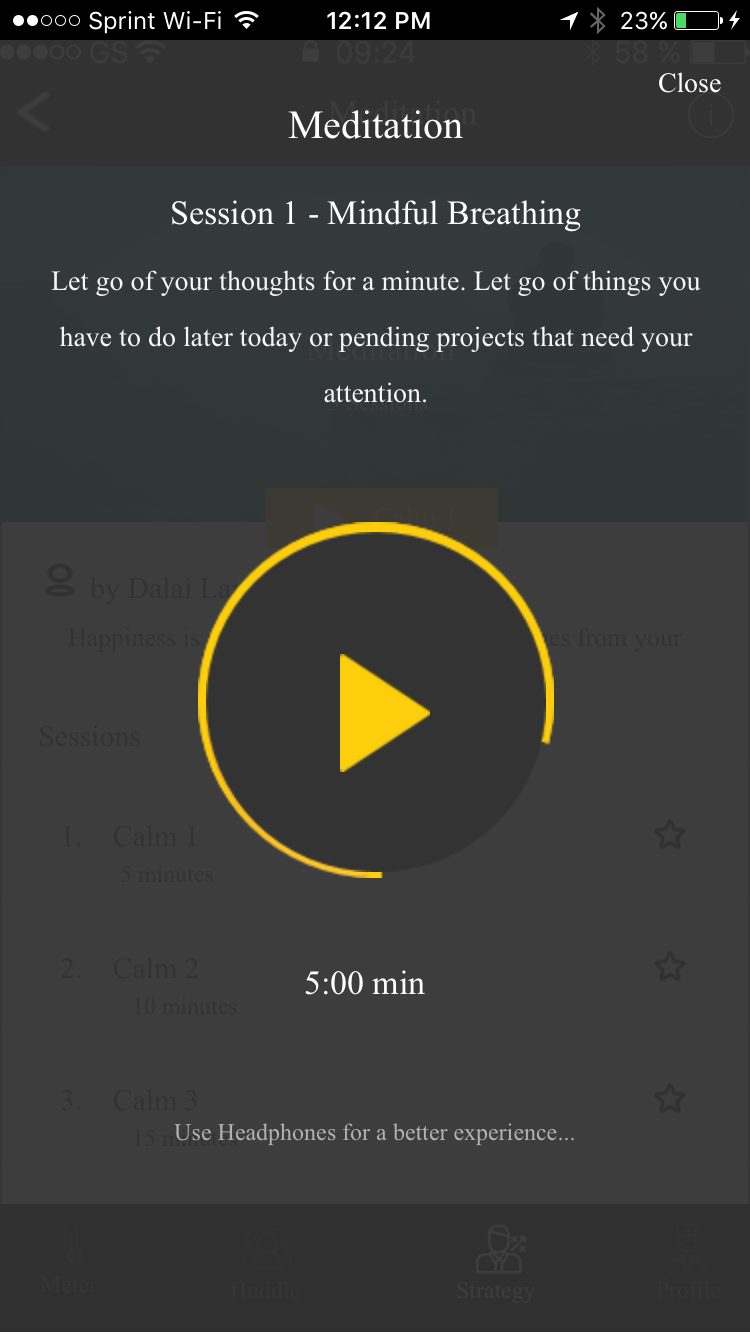 Sprint Wi-Fi 12:12 PM 23%
GS 09:24 58 %
Close
Meditation
Meditation
Session 1 - Mindful Breathing
Let go of your thoughts for a minute. Let go of things you
have to do later today or pending projects that need your
Meditation
attention.
Calm 1
by Dalai La
Happiness is es from your
Sessions
1. Calm 1
5 minutes
2. Calm 2
5:00 min
10 minutes
3. Calm 3
Use Headphones for a better experience...
15 minutes
Meter Huddle Strategy Profile